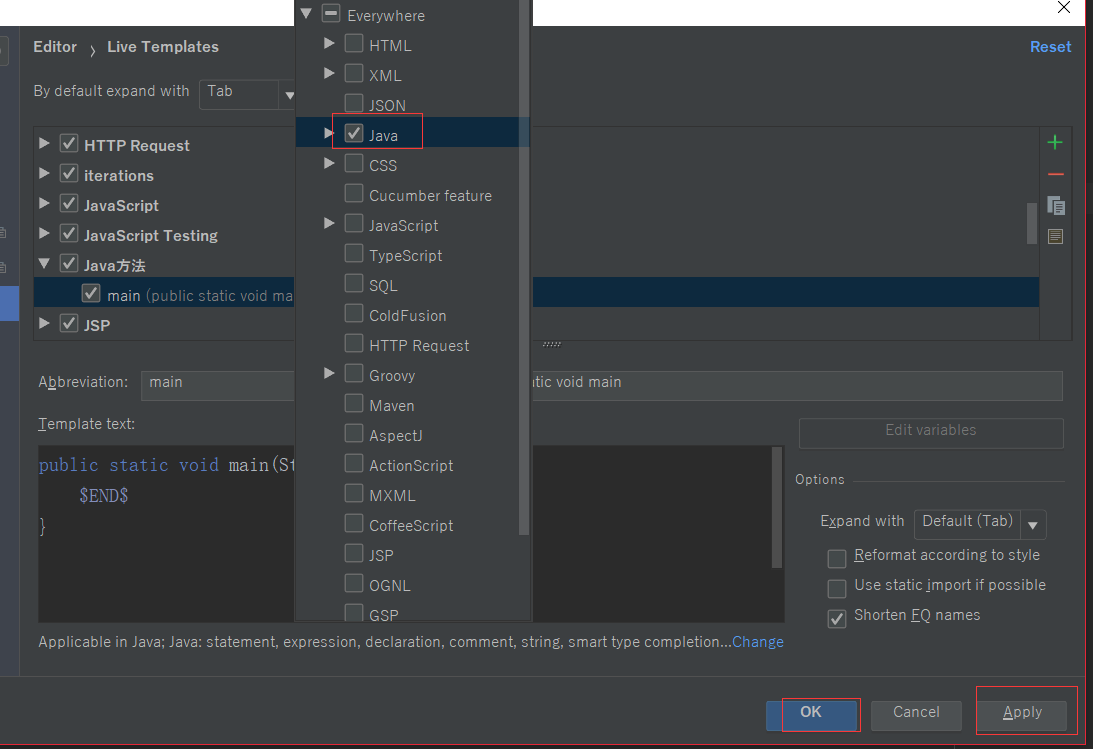 Everywhere
HTML
XML
JSON
Java
CSS
Cucumber feature
JavaScript
TypeScript
SQL
ColdFusion
HTTP Request
Groovy
Maven
AspectJ
ActionScript
MXML
CoffeeScript
JSP
OGNL
GSP
Editor › Live Templates
Reset
By default expand with Tab
HTTP Request
iterations
JavaScript
JavaScript Testing
Java方法
main (public static void ma
JSP
Abbreviation: main
tic void main
Template text:
Edit variables
public static void main(St
$END$
}
Options
Expand with Default (Tab)
Reformat according to style
Use static import if possible
Shorten FQ names
Applicable in Java; Java: statement, expression, declaration, comment, string, smart type completion...Change
OK Cancel Apply